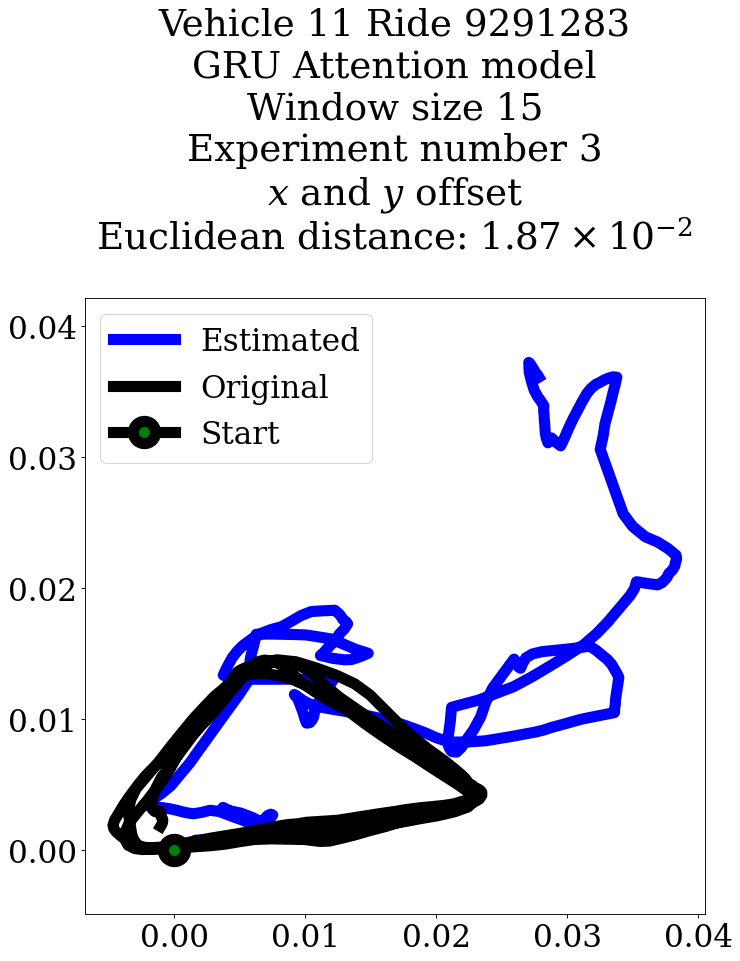 Vehicle 11 Ride 9291283
GRU Attention model
Window size 15
Experiment number 3
x and y offset
Euclidean distance: 1.87 × 10⁻²
Estimated
Original
Start
0.04
0.03
0.02
0.01
0.00
0.00 0.01 0.02 0.03 0.04